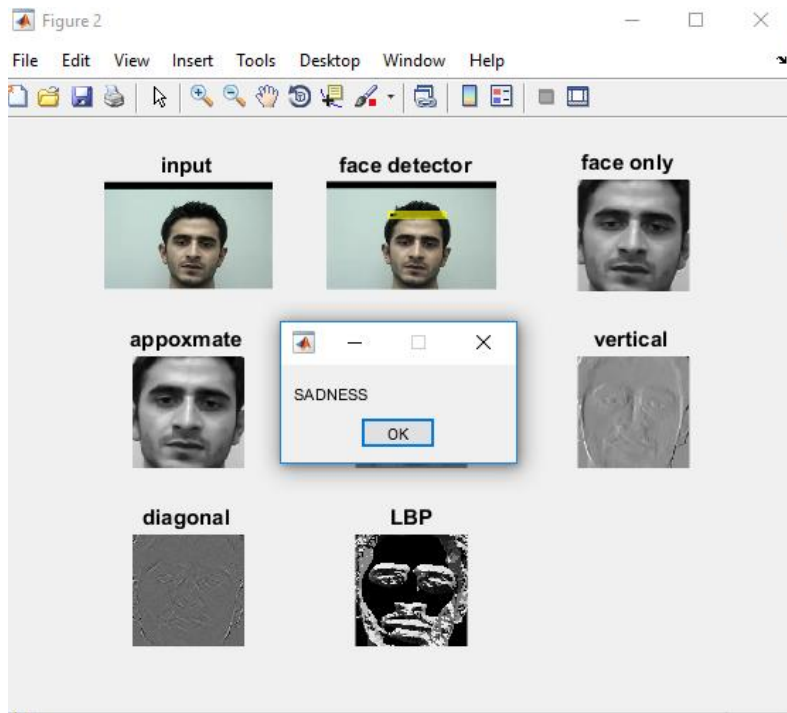 Figure 2
File Edit View Insert Tools Desktop Window Help
input face detector face only
appoxmate vertical
SADNESS
OK
diagonal LBP